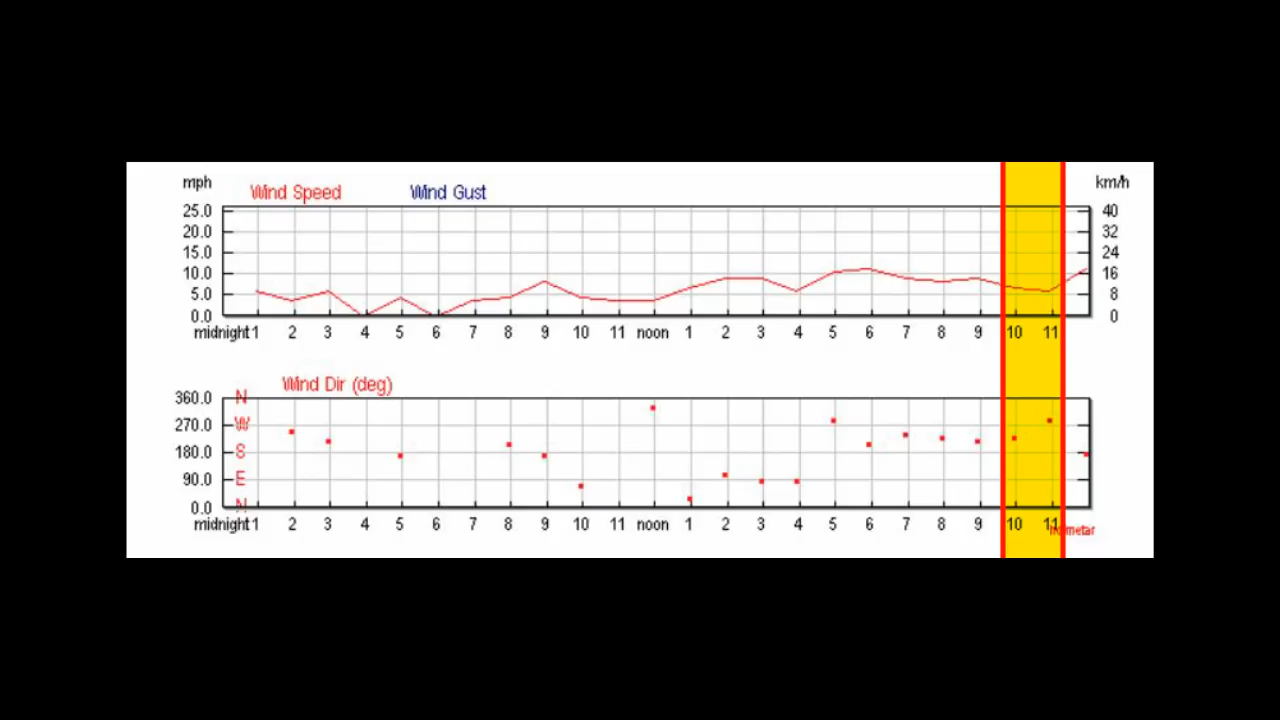 mph km/h
Wind Speed Wind Gust
25.0 40
20.0 32
15.0 24
10.0 16
5.0 8
0.0 0
midnight 1 2 3 4 5 6 7 8 9 10 11 noon 1 2 3 4 5 6 7 8 9 10 11
Wind Dir (deg)
360.0 N
270.0 W
180.0 S
90.0 E
0.0 N
midnight 1 2 3 4 5 6 7 8 9 10 11 noon 1 2 3 4 5 6 7 8 9 10 11
metar